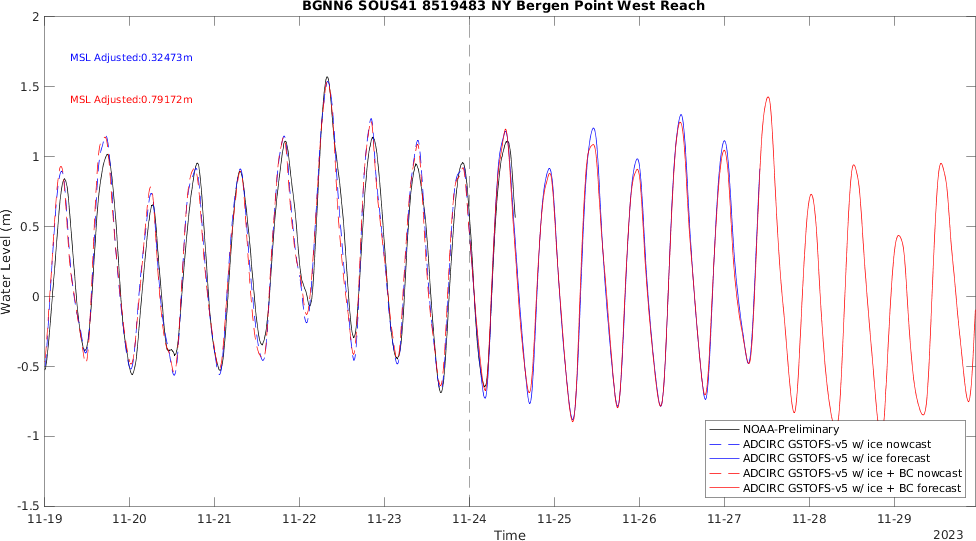 BGNN6 SOUS41 8519483 NY Bergen Point West Reach
MSL Adjusted:0.32473m
MSL Adjusted:0.79172m
Water Level (m)
2
1.5
1
0.5
0
-0.5
-1
-1.5
NOAA-Preliminary
ADCIRC GSTOFS-v5 w/ ice nowcast
ADCIRC GSTOFS-v5 w/ ice forecast
ADCIRC GSTOFS-v5 w/ ice + BC nowcast
ADCIRC GSTOFS-v5 w/ ice + BC forecast
11-19 11-20 11-21 11-22 11-23 11-24 11-25 11-26 11-27 11-28 11-29
Time
2023